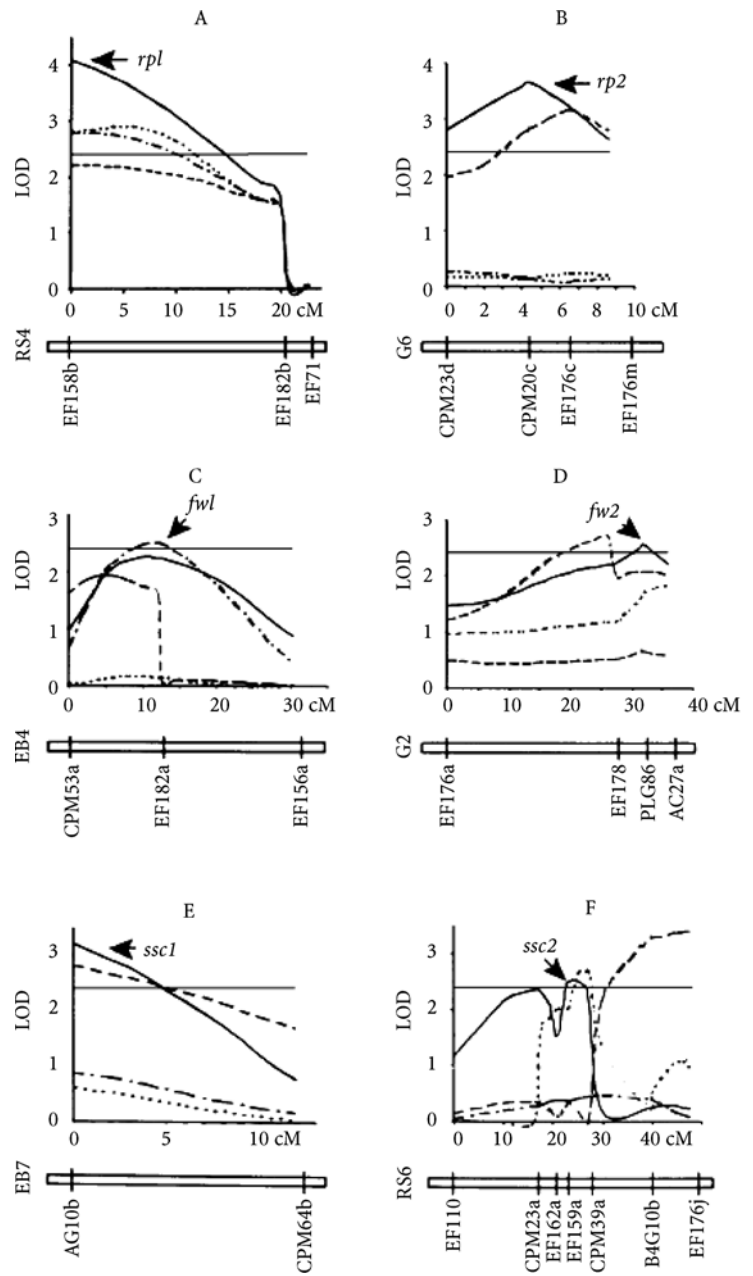 A
4
3
2
1
0
LOD
rpl
0 5 10 15 20 cM
RS4
EF158b
EF182b
EF71
B
4
3
2
1
0
LOD
rp2
0 2 4 6 8 10 cM
G6
CPM23d
CPM20c
EF176c
EF176m
C
3
2
1
0
LOD
fwl
0 10 20 30 cM
EB4
CPM53a
EF182a
EF156a
D
3
2
1
0
LOD
fw2
0 10 20 30 40 cM
G2
EF176a
EF178
PLG86
AC27a
E
3
2
1
0
LOD
ssc1
0 5 10 cM
EB7
AG10b
CPM64b
F
3
2
1
0
LOD
ssc2
0 10 20 30 40 cM
RS6
EF110
CPM23a
EF162a
EF159a
CPM39a
B4G10b
EF176j